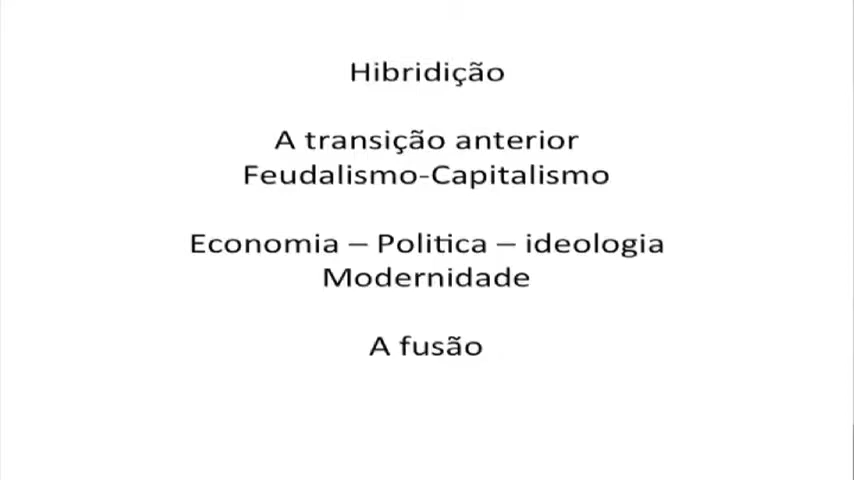 Hibridição
A transição anterior
Feudalismo-Capitalismo
Economia – Politica – ideologia
Modernidade
A fusão